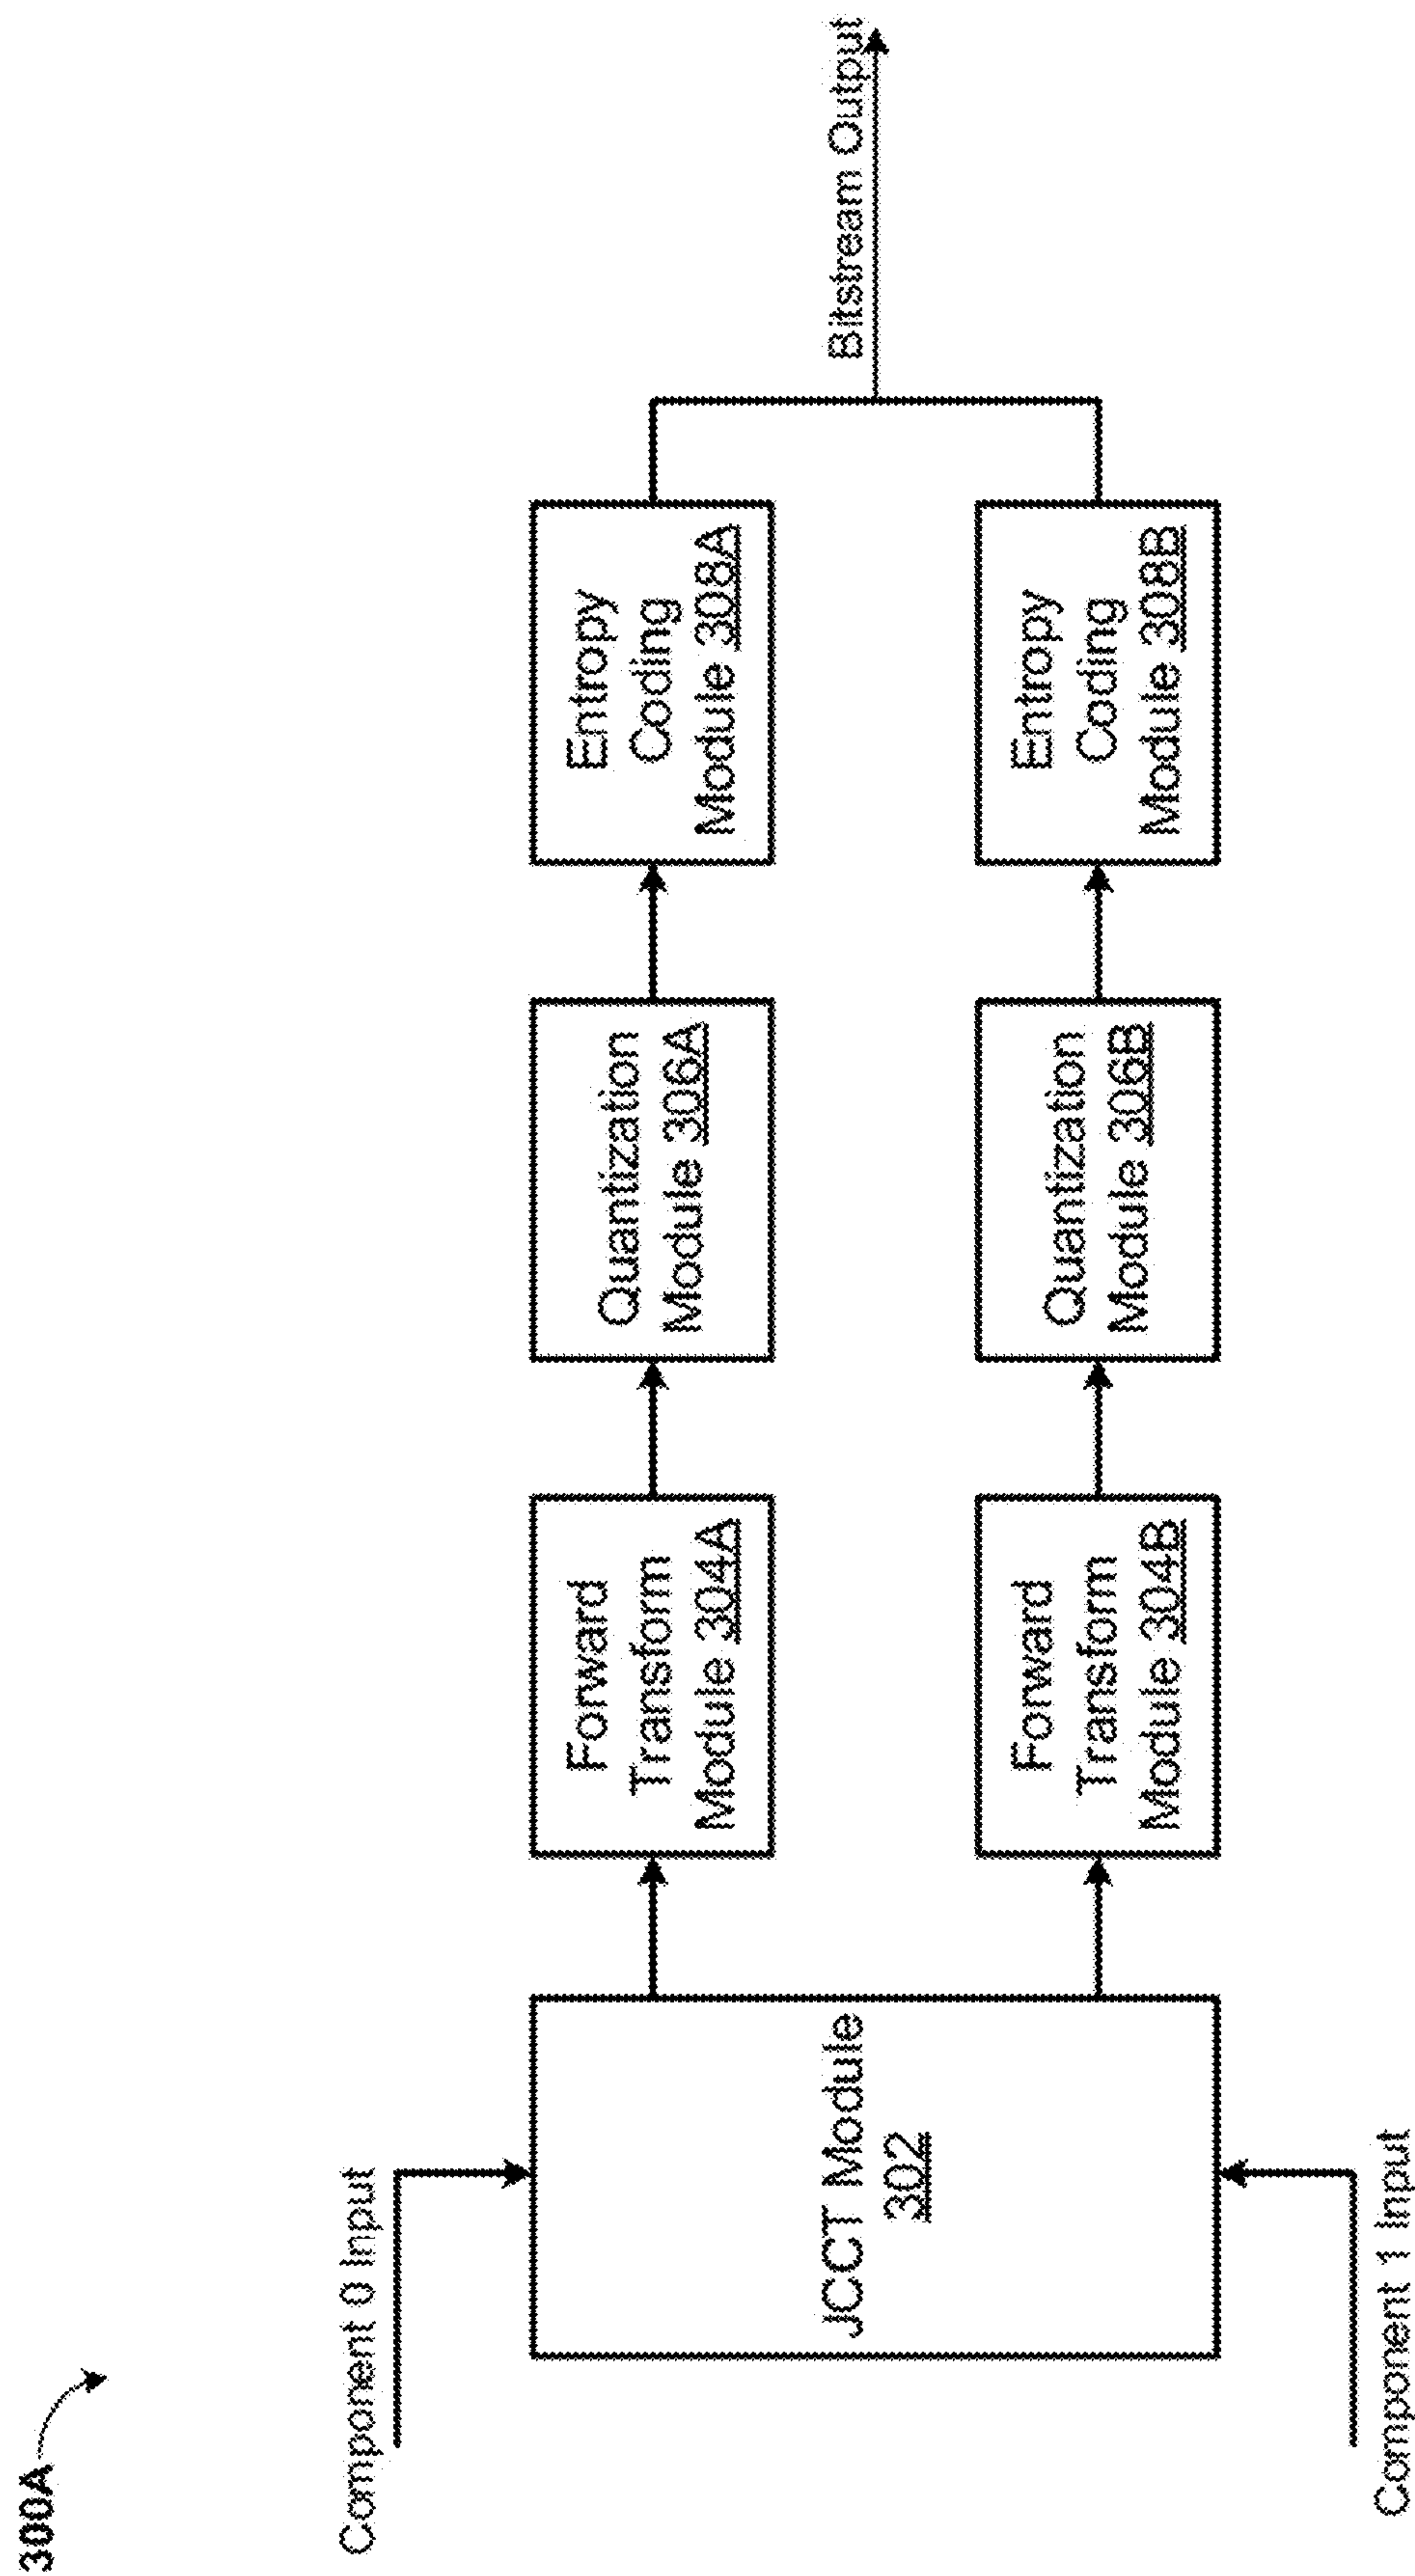 300A
Component 0 Input
JCCT Module
302
Component 1 Input
Forward
Transform
Module 304A
Quantization
Module 306A
Entropy
Coding
Module 308A
Forward
Transform
Module 304B
Quantization
Module 306B
Entropy
Coding
Module 308B
Bitstream Output